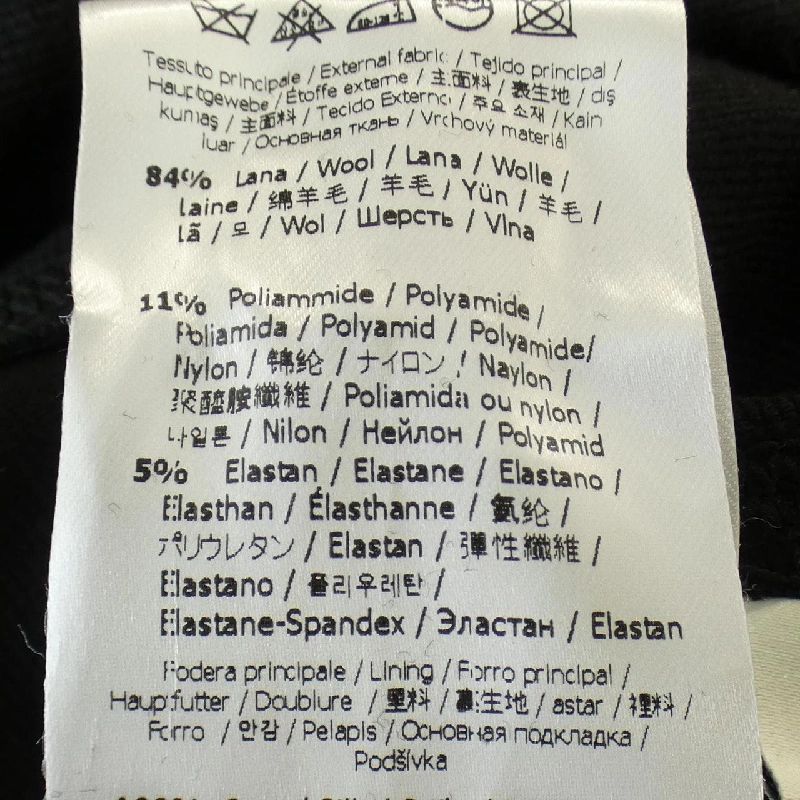 Tessuto principale / External fabric / Tejido principal /
Hauptgewebe / Étoffe externe / 主面料 / 表生地 / dış
kumaş / 主面料 / Tecido Externo / 주요 소재 / Kain
luar / Основная ткань / Vrchový materiál
84% Lana / Wool / Lana / Wolle /
Laine / 绵羊毛 / 羊毛 / Yün / 羊毛 /
Lã / 모 / Wol / Шерсть / Vlna
11% Poliammide / Polyamide /
Poliamida / Polyamid / Polyamide/
Nylon / 锦纶 / ナイロン / Naylon /
聚醯胺纖維 / Poliamida ou nylon /
나일론 / Nilon / Нейлон / Polyamid
5% Elastan / Elastane / Elastano /
Elasthan / Élasthanne / 氨纶 /
ポリウレタン / Elastan / 彈性纖維 /
Elastano / 폴리우레탄 /
Elastane-Spandex / Эластан / Elastan
Fodera principale / Lining / Forro principal /
Hauptfutter / Doublure / 里料 / 裏生地 / astar / 裡料 /
Forro / 안감 / Pelapis / Основная подкладка /
Podšívka